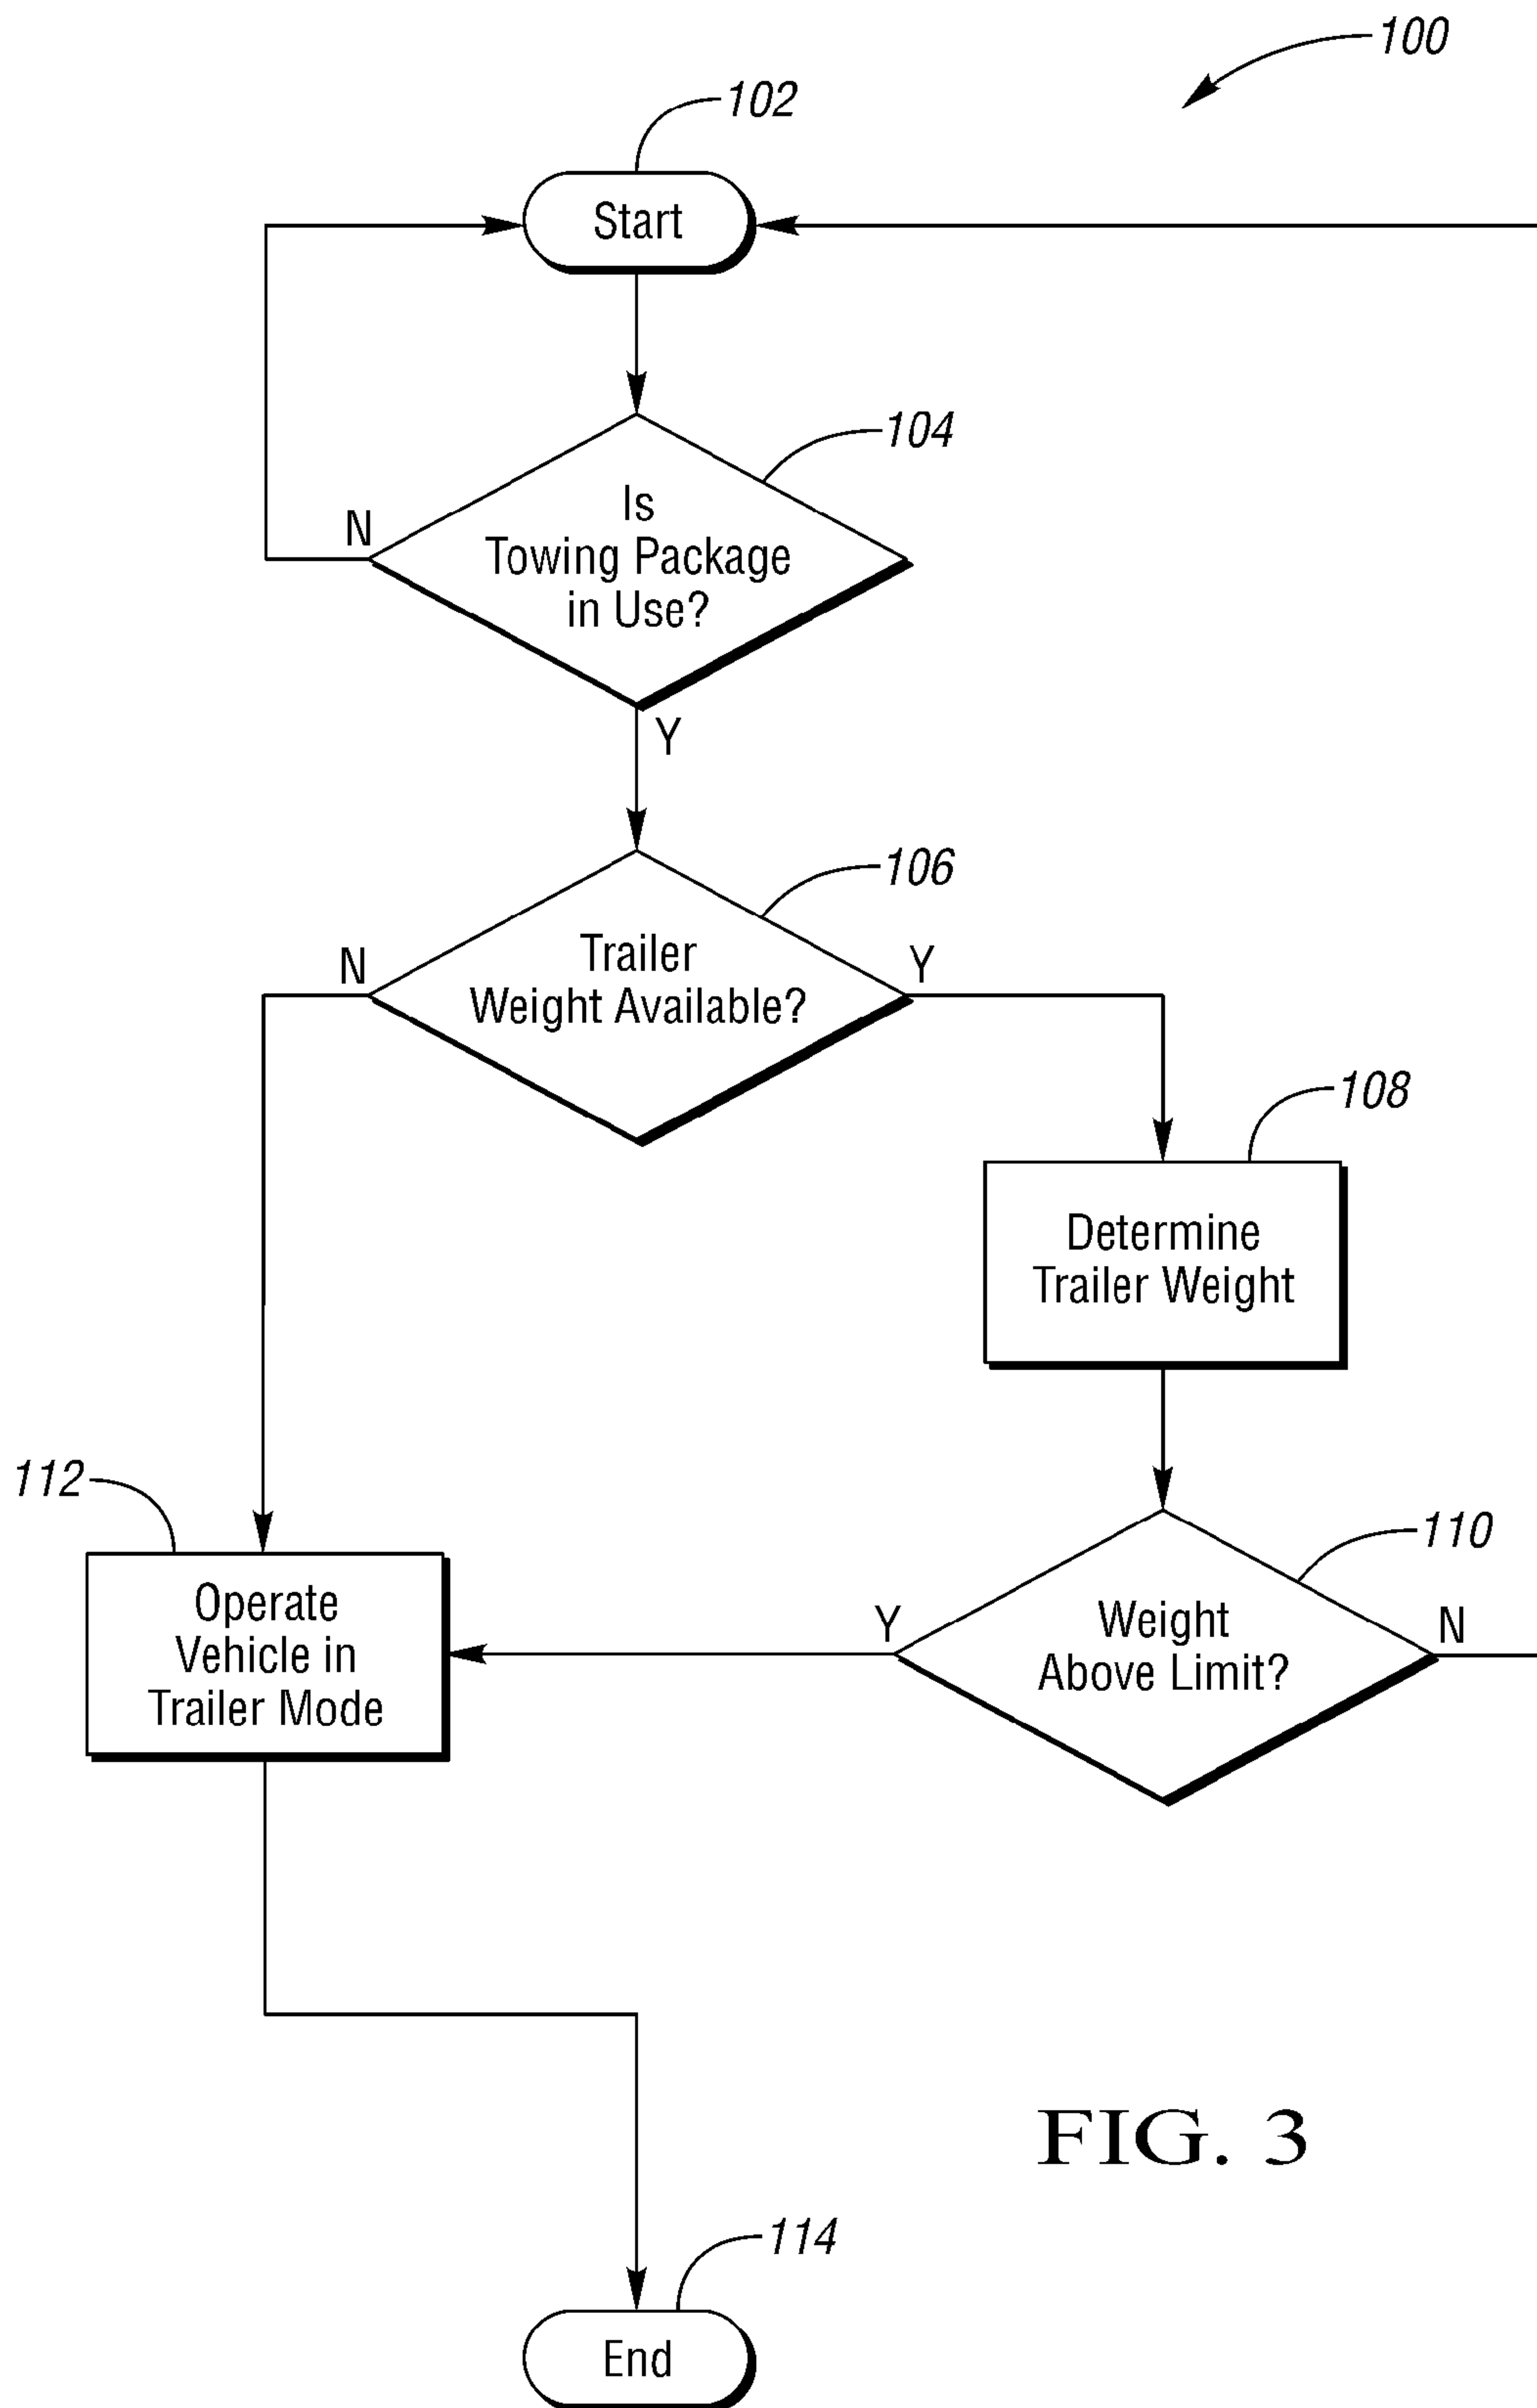 100
102
Start
104
Is
Towing Package
in Use?
N
Y
106
Trailer
Weight Available?
N
Y
108
Determine
Trailer Weight
110
Weight
Above Limit?
Y
N
112
Operate
Vehicle in
Trailer Mode
FIG. 3
114
End